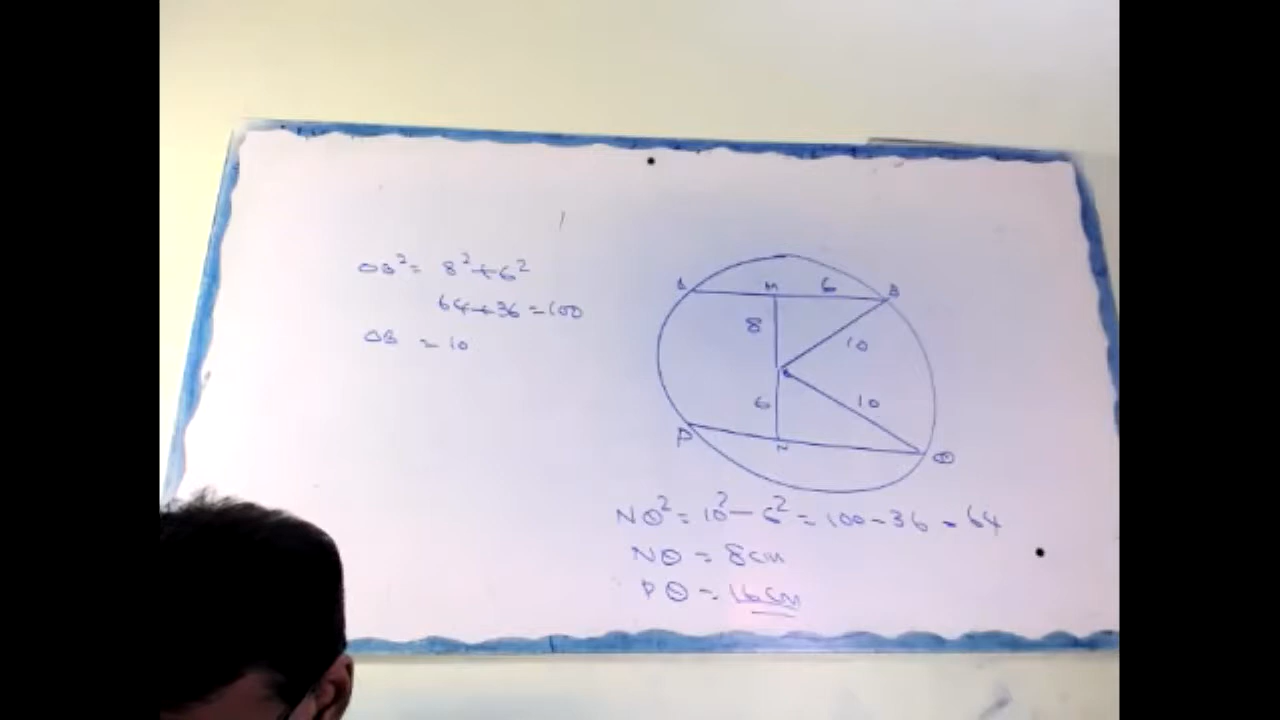 OB² = 8² + 6²
64 + 36 = 100
OB = 10
A M 6 B
8
10
O
6
10
P N Q
NQ² = 10² - 6² = 100 - 36 = 64
NQ = 8cm
PQ = 16cm